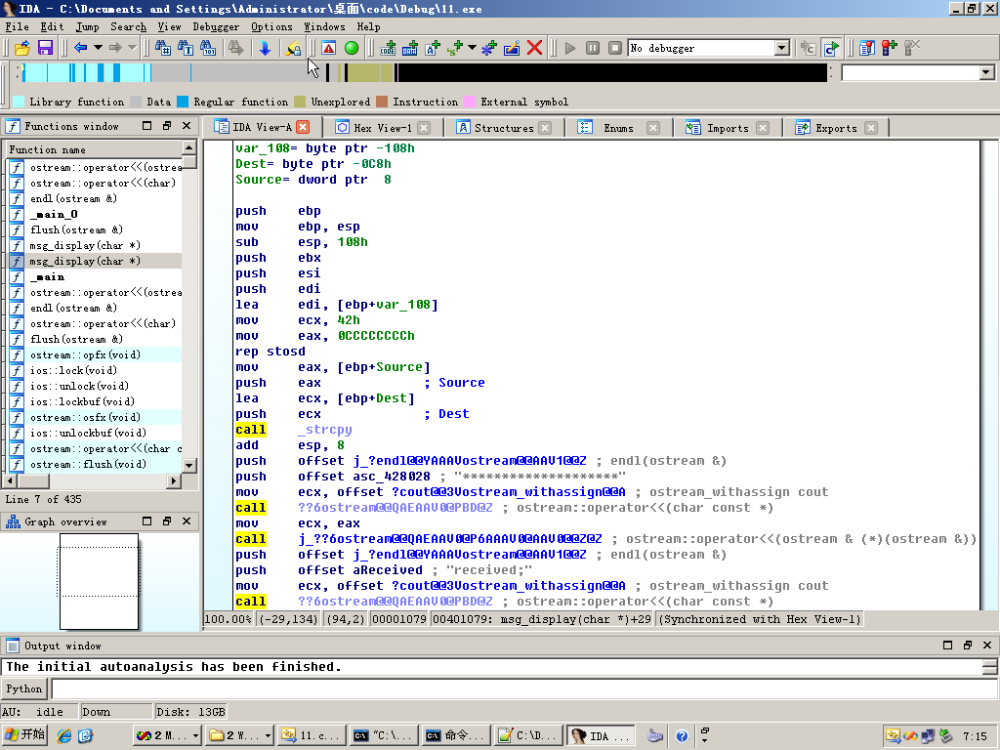 IDA - C:\Documents and Settings\Administrator\桌面\code\Debug\11.exe
File Edit Jump Search View Debugger Options Windows Help
No debugger
Library function Data Regular function Unexplored Instruction External symbol
Functions window
IDA View-A Hex View-1 Structures Enums Imports Exports
Function name
ostream::operator<<(ostrea
ostream::operator<<(char)
endl(ostream &)
_main_0
flush(ostream &)
msg_display(char *)
msg_display(char *)
_main
ostream::operator<<(ostrea
endl(ostream &)
ostream::operator<<(char)
flush(ostream &)
ostream::opfx(void)
ios::lock(void)
ios::unlock(void)
ios::lockbuf(void)
ostream::osfx(void)
ios::unlockbuf(void)
ostream::operator<<(char c
ostream::flush(void)
Line 7 of 435
Graph overview
var_108= byte ptr -108h
Dest= byte ptr -0C8h
Source= dword ptr  8
push    ebp
mov     ebp, esp
sub     esp, 108h
push    ebx
push    esi
push    edi
lea     edi, [ebp+var_108]
mov     ecx, 42h
mov     eax, 0CCCCCCCCh
rep stosd
mov     eax, [ebp+Source]
push    eax             ; Source
lea     ecx, [ebp+Dest]
push    ecx             ; Dest
call    _strcpy
add     esp, 8
push    offset j_?endl@@YAAAVostream@@AAV1@@Z ; endl(ostream &)
push    offset asc_428028 ; "********************"
mov     ecx, offset ?cout@@3Vostream_withassign@@A ; ostream_withassign cout
call    ??6ostream@@QAEAAV0@PBD@Z ; ostream::operator<<(char const *)
mov     ecx, eax
call    j_??6ostream@@QAEAAV0@P6AAAV0@AAV0@@Z@Z ; ostream::operator<<(ostream & (*)(ostream &))
push    offset j_?endl@@YAAAVostream@@AAV1@@Z ; endl(ostream &)
push    offset aReceived ; "received;"
mov     ecx, offset ?cout@@3Vostream_withassign@@A ; ostream_withassign cout
call    ??6ostream@@QAEAAV0@PBD@Z ; ostream::operator<<(char const *)
100.00% (-29,134) (94,2) 00001079 00401079: msg_display(char *)+29 (Synchronized with Hex View-1)
Output window
The initial autoanalysis has been finished.
Python
AU: idle Down Disk: 13GB
开始 2 M... 2 W... 11.c... "C:\... 命令... C:\D... IDA ... 7:15